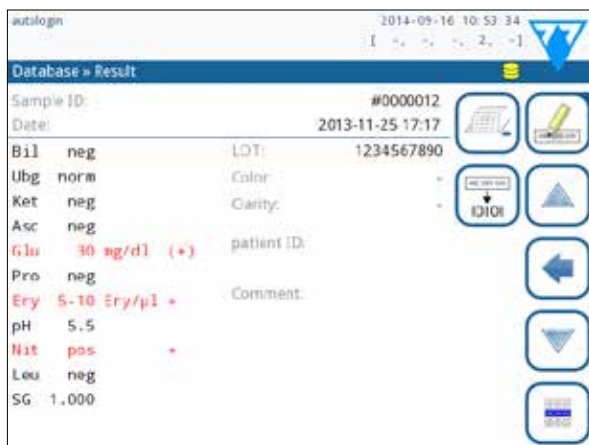 autologin 2014-09-16 10:53:34
[ -, -, -, 2, -]
Database » Result
Sample ID: #0000012
Date: 2013-11-25 17:17
Bil neg LOT: 1234567890
Ubg norm Color: -
Ket neg Clarity: -
Asc neg
Glu 30 mg/dl (+) patient ID:
Pro neg
Ery 5-10 Ery/µl + Comment:
pH 5.5
Nit pos +
Leu neg
SG 1.000